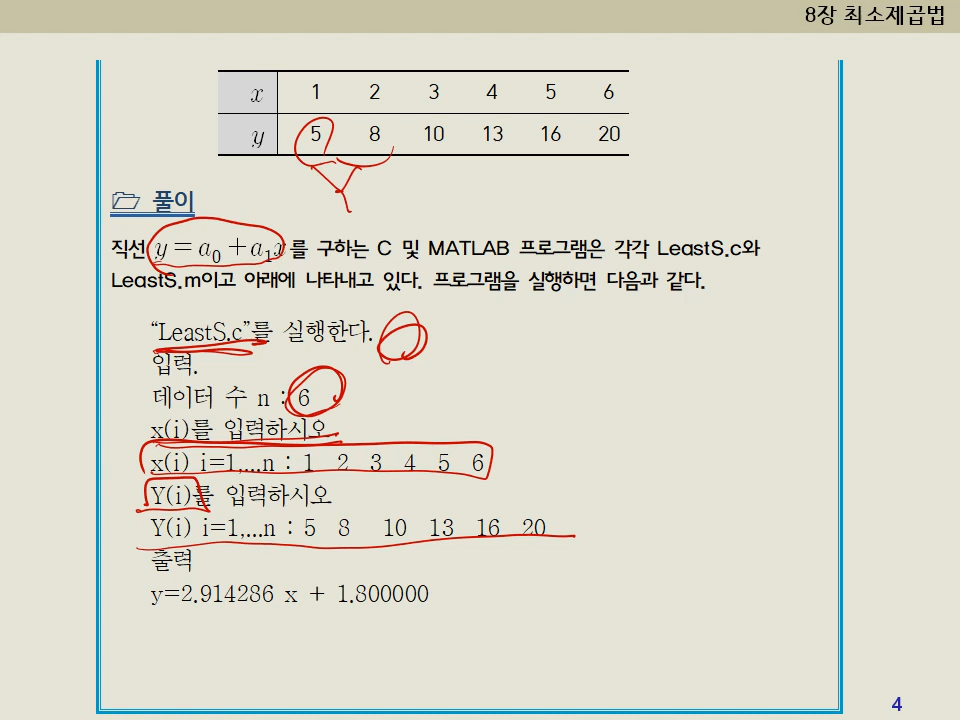 8장 최소제곱법
x 1 2 3 4 5 6
y 5 8 10 13 16 20
풀이
직선 y=a₀+a₁x를 구하는 C 및 MATLAB 프로그램은 각각 LeastS.c와
LeastS.m이고 아래에 나타내고 있다. 프로그램을 실행하면 다음과 같다.
“LeastS.c”를 실행한다.
입력.
데이터 수 n : 6
x(i)를 입력하시오
x(i) i=1,...n : 1 2 3 4 5 6
Y(i)를 입력하시오
Y(i) i=1,...n : 5 8 10 13 16 20
출력
y=2.914286 x + 1.800000
4